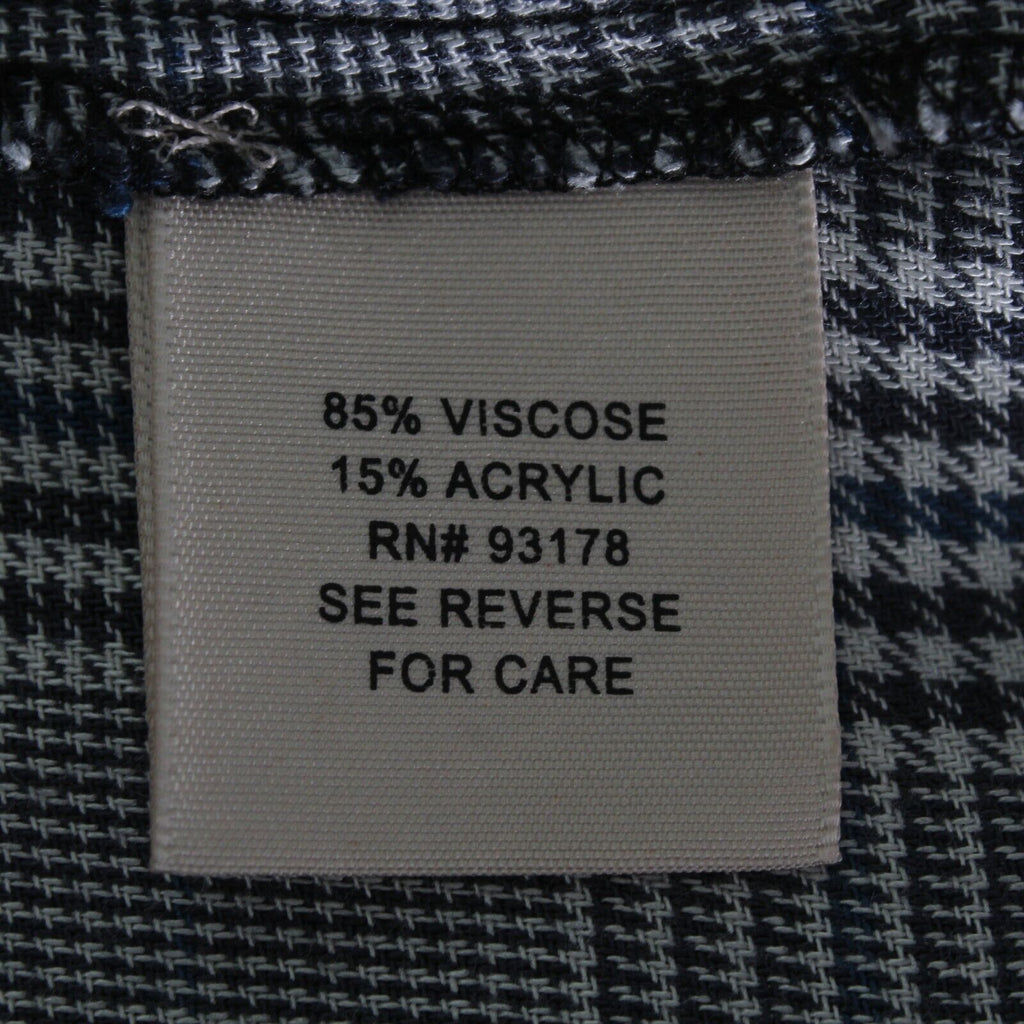 85% VISCOSE
15% ACRYLIC
RN# 93178
SEE REVERSE
FOR CARE